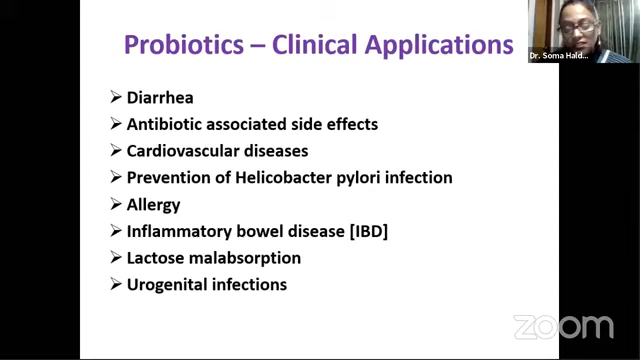 Probiotics – Clinical Applications
Dr. Soma Hald...
➢ Diarrhea
➢ Antibiotic associated side effects
➢ Cardiovascular diseases
➢ Prevention of Helicobacter pylori infection
➢ Allergy
➢ Inflammatory bowel disease [IBD]
➢ Lactose malabsorption
➢ Urogenital infections
zoom